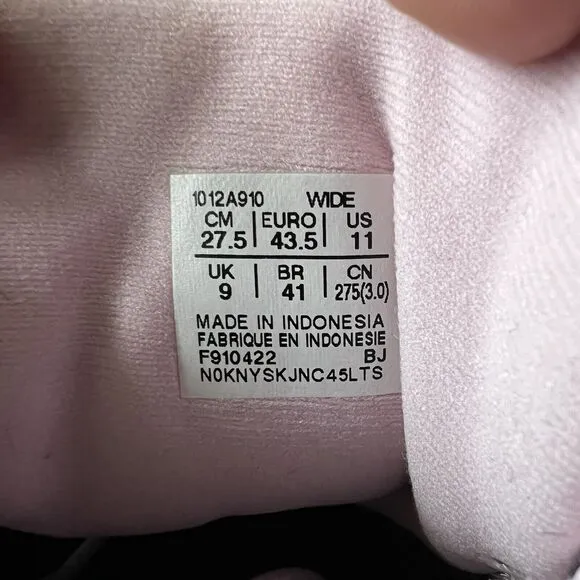 1012A910 WIDE
CM | EURO | US
27.5 | 43.5 | 11
UK | BR | CN
9 | 41 | 275(3.0)
MADE IN INDONESIA
FABRIQUE EN INDONESIE
F910422 BJ
N0KNYSKJNC45LTS